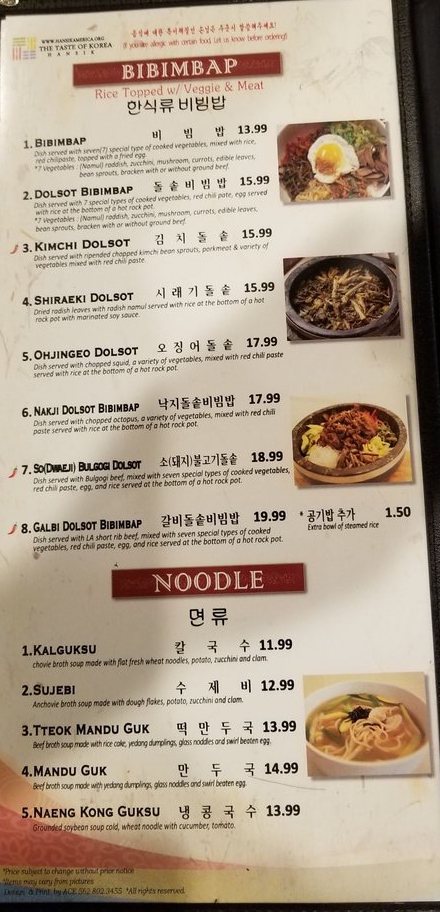 음식에 대한 특이체질인 손님은 주문시 말씀해주세요!
(If you are allergic with certain food, Let us know before ordering)
WWW.HANSIKAMERICA.ORG
THE TASTE OF KOREA
HANSIK
BIBIMBAP
Rice Topped w/ Veggie & Meat
한식류 비빔밥
1. BIBIMBAP 비 빔 밥 13.99
Dish served with seven(7) special type of cooked vegetables, mixed with rice,
red chilipaste, topped with a fried egg.
*7 Vegetables : (Namul) raddish, zucchini, mushroom, currots, edible leaves,
bean sprouts, bracken with or without ground beef.
2. DOLSOT BIBIMBAP 돌솥비빔밥 15.99
Dish served with 7 special types of cooked vegetables, red chili pate, egg served
with rice at the bottom of a hot rock pot.
*7 Vegetables : (Namul) raddish, zucchini, mushroom, currots, edible leaves,
bean sprouts, bracken with or without ground beef.
3. KIMCHI DOLSOT 김 치 돌 솥 15.99
Dish served with ripended chopped kimchi bean sprouts, porkmeat & variety of
vegetables mixed with red chili paste.
4. SHIRAEKI DOLSOT 시 래 기 돌 솥 15.99
Dried radish leaves with radish namul served with rice at the bottom of a hot
rock pot with marinated soy sauce.
5. OHJINGEO DOLSOT 오 징 어 돌 솥 17.99
Dish served with chopped squid, a variety of vegetables, mixed with red chili paste
served with rice at the bottom of a hot rock pot.
6. NAKJI DOLSOT BIBIMBAP 낙지돌솥비빔밥 17.99
Dish served with chopped octapus, a variety of vegetables, mixed with red chili
paste served with rice at the bottom of a hot rock pot.
7. SO(DWAEJI) BULGOGI DOLSOT 소(돼지)불고기돌솥 18.99
Dish served with Bulgogi beef, mixed with seven special types of cooked vegetables,
red chili paste, egg, and rice served at the bottom of a hot rock pot.
8. GALBI DOLSOT BIBIMBAP 갈비돌솥비빔밥 19.99
Dish served with LA short rib beef, mixed with seven special types of cooked
vegetables, red chili paste, egg, and rice served at the bottom of a hot rock pot.
* 공기밥 추가 1.50
Extra bowl of steamed rice
NOODLE
면 류
1. KALGUKSU 칼 국 수 11.99
chovie broth soup made with flat fresh wheat noodles, potato, zucchini and clam.
2. SUJEBI 수 제 비 12.99
Anchovie broth soup made with dough flakes, potato, zucchini and clam.
3. TTEOK MANDU GUK 떡 만 두 국 13.99
Beef broth soup made with rice cake, yedang dumplings, glass noodles and swirl beaten egg.
4. MANDU GUK 만 두 국 14.99
Beef broth soup made with yedang dumplings, glass noodles and swirl beaten egg.
5. NAENG KONG GUKSU 냉 콩 국 수 13.99
Grounded soybean soup cold, wheat noodle with cucumber, tomato.
*Price subject to change without prior notice
*Items may vary from pictures
Design & Print by ACE 562.802.3455 *All rights reserved.